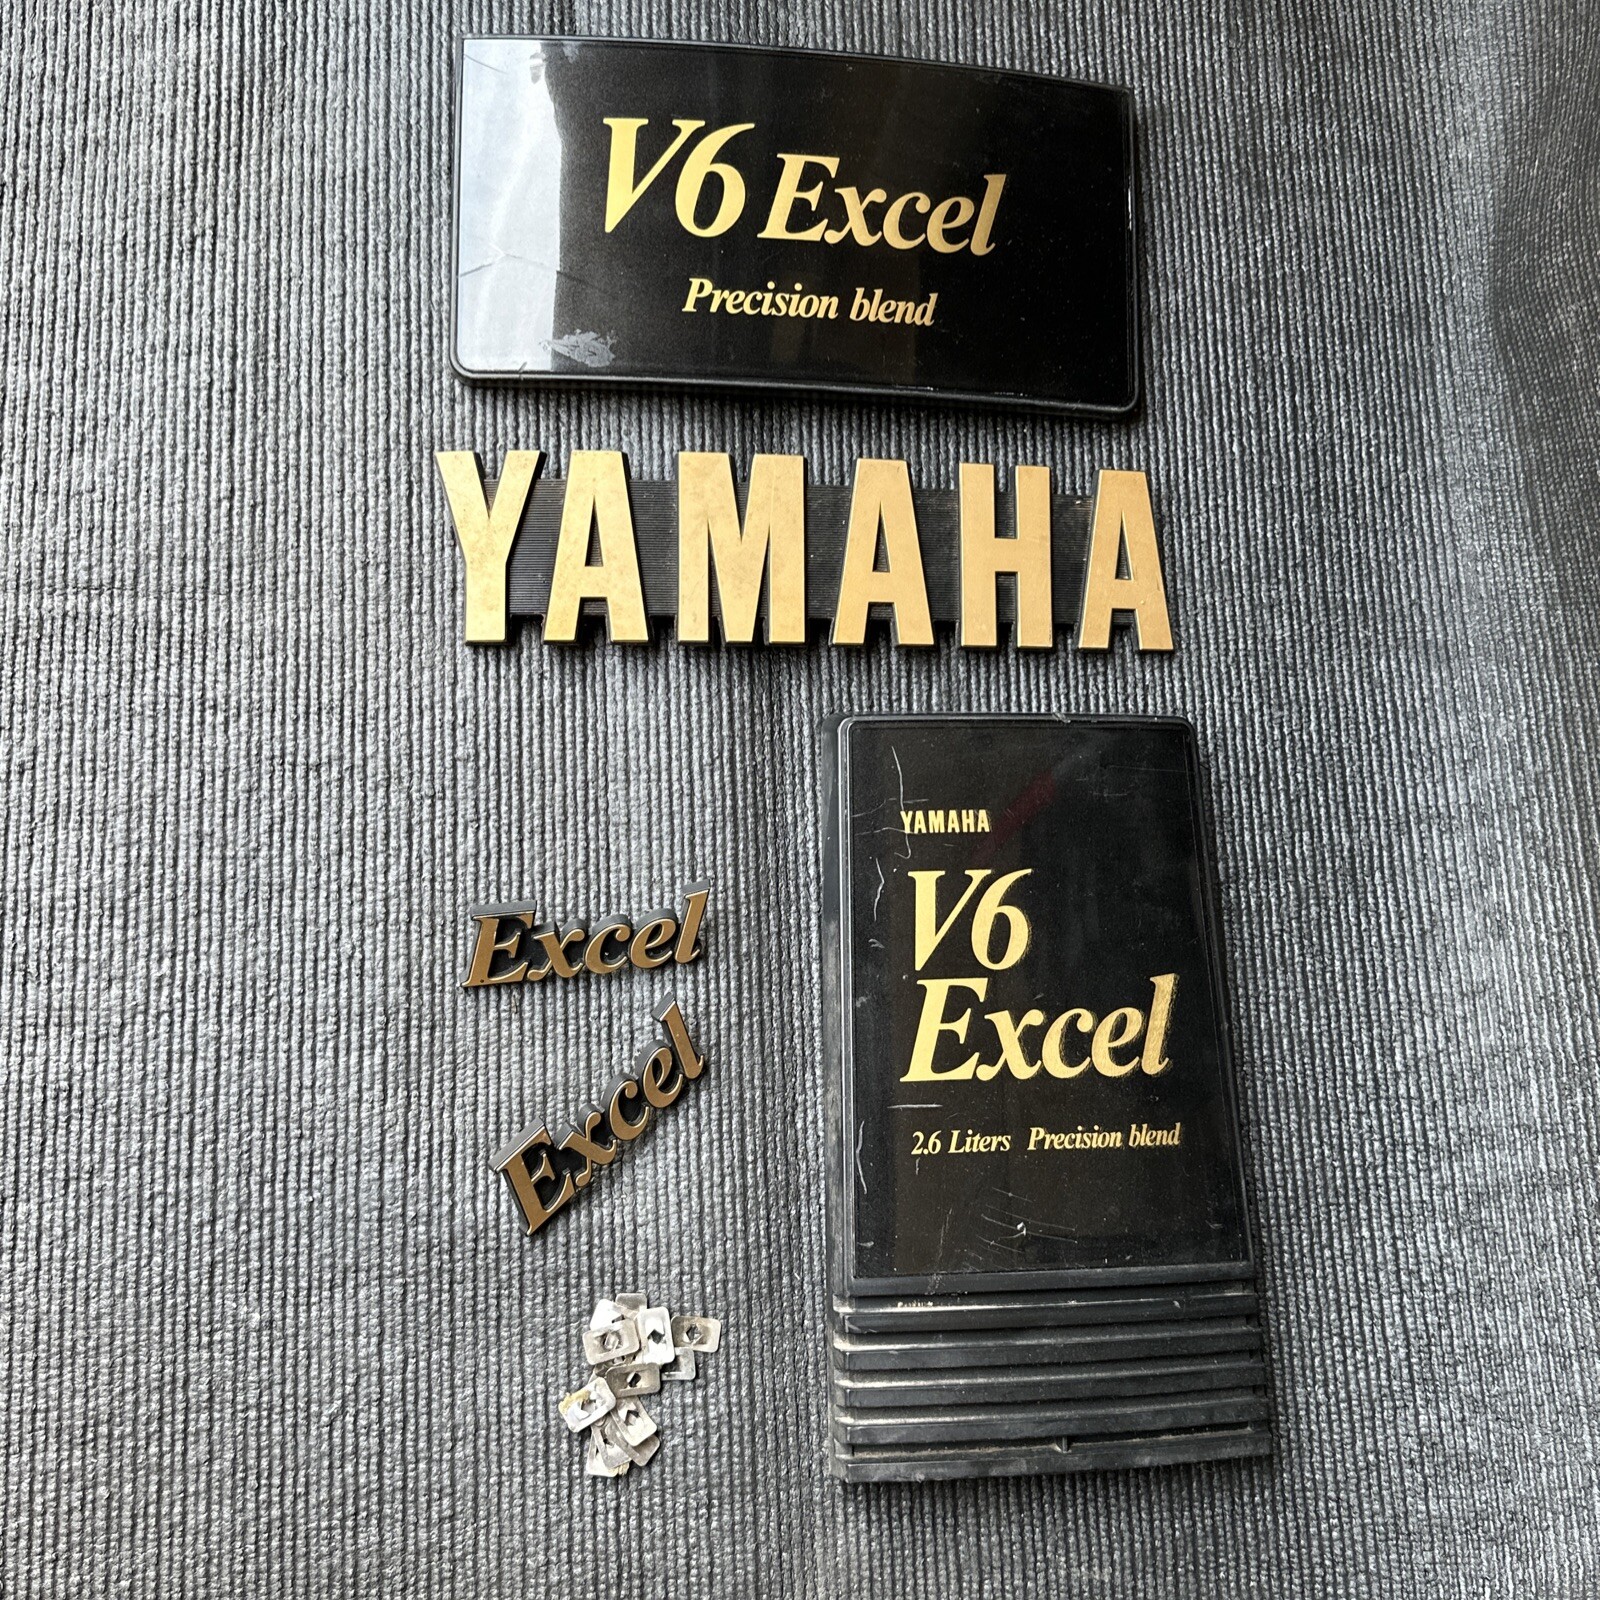 V6 Excel
Precision blend
YAMAHA
YAMAHA
V6
Excel
2.6 Liters Precision blend
Excel
Excel